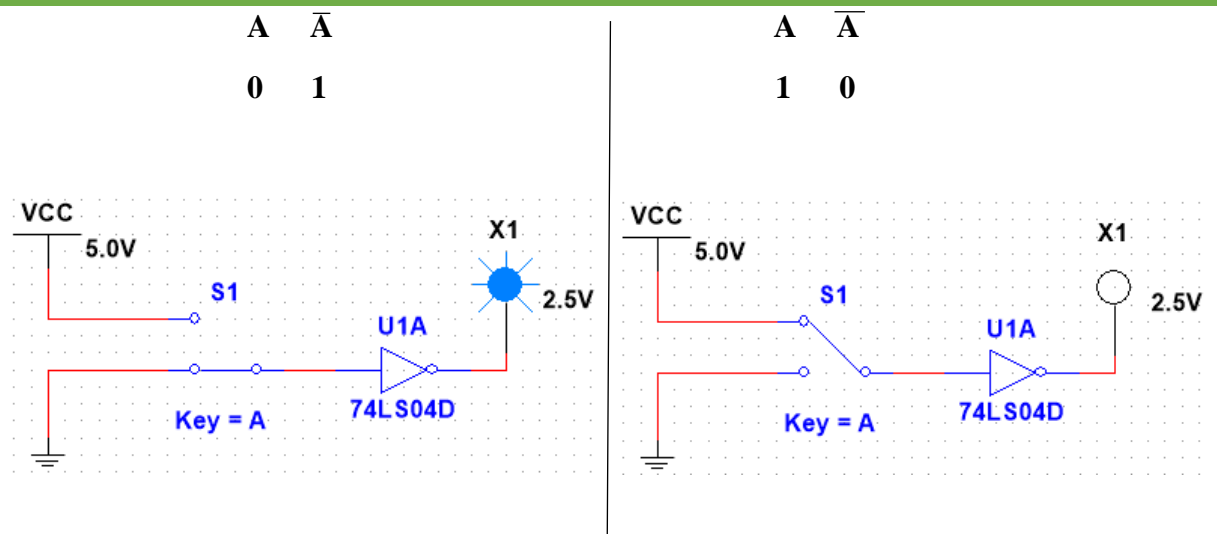 A A̅
0 1
VCC
5.0V
S1
X1
2.5V
U1A
74LS04D
Key = A
A A̅
1 0
VCC
5.0V
S1
X1
2.5V
U1A
74LS04D
Key = A